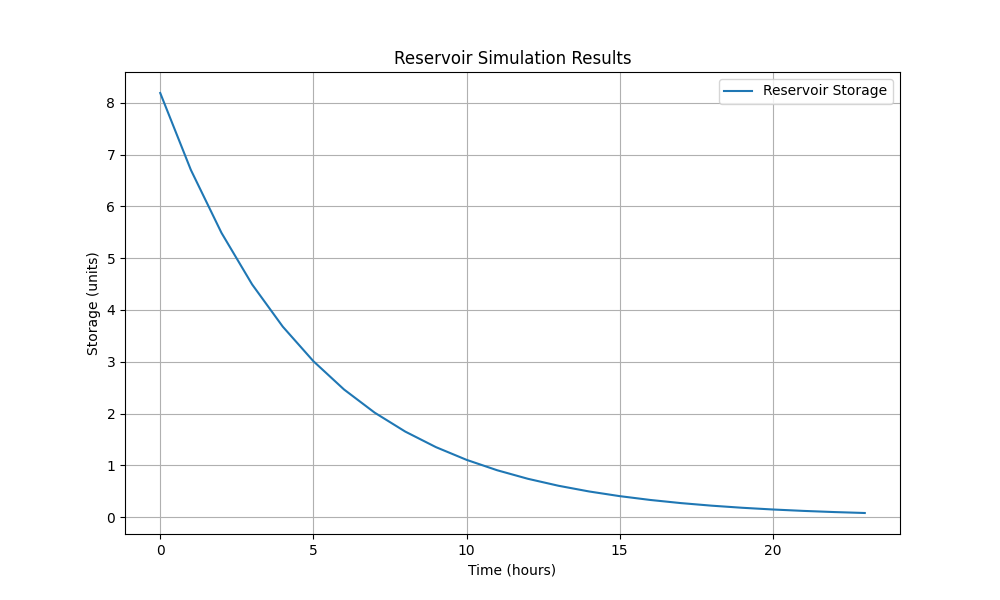 Reservoir Simulation Results
Reservoir Storage
Storage (units)
8
7
6
5
4
3
2
1
0
0 5 10 15 20
Time (hours)